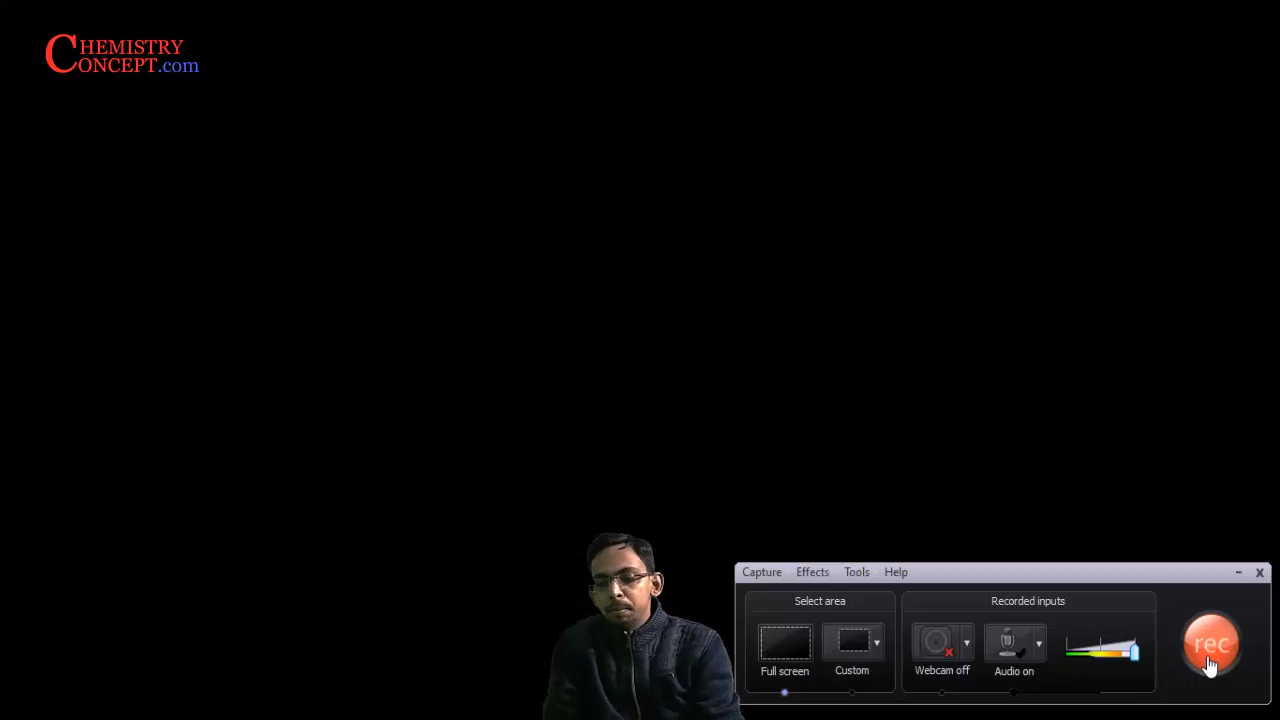 CHEMISTRY
CONCEPT.com
Capture Effects Tools Help
Select area
Recorded inputs
rec
Full screen
Custom
Webcam off
Audio on